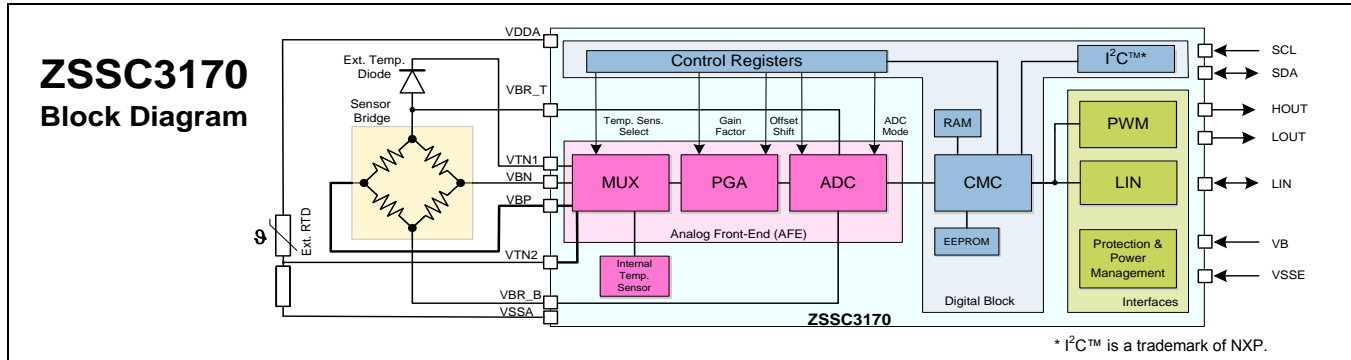 ZSSC3170
Block Diagram
VDDA
Ext. Temp.
Diode
VBR_T
Sensor
Bridge
VTN1
VBN
VBP
ϑ
Ext. RTD
VTN2
VBR_B
VSSA
Control Registers
I²C™*
Temp. Sens.
Select
Gain
Factor
Offset
Shift
ADC
Mode
MUX
PGA
ADC
Analog Front-End (AFE)
Internal
Temp.
Sensor
RAM
CMC
EEPROM
Digital Block
PWM
LIN
Protection &
Power
Management
Interfaces
ZSSC3170
SCL
SDA
HOUT
LOUT
LIN
VB
VSSE
* I²C™ is a trademark of NXP.